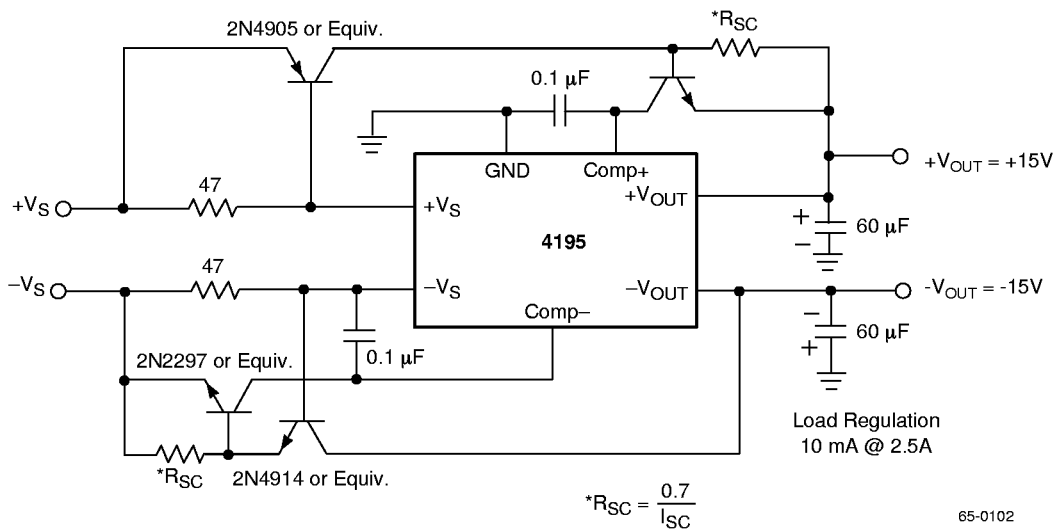 2N4905 or Equiv.
*RSC
0.1 µF
GND
Comp+
47
+VS
+VS
+VOUT
+VOUT = +15V
+
−
60 µF
4195
47
−VS
−VS
−VOUT
-VOUT = -15V
Comp−
−
+
60 µF
0.1 µF
2N2297 or Equiv.
*RSC
2N4914 or Equiv.
Load Regulation
10 mA @ 2.5A
*RSC = 0.7
ISC
65-0102